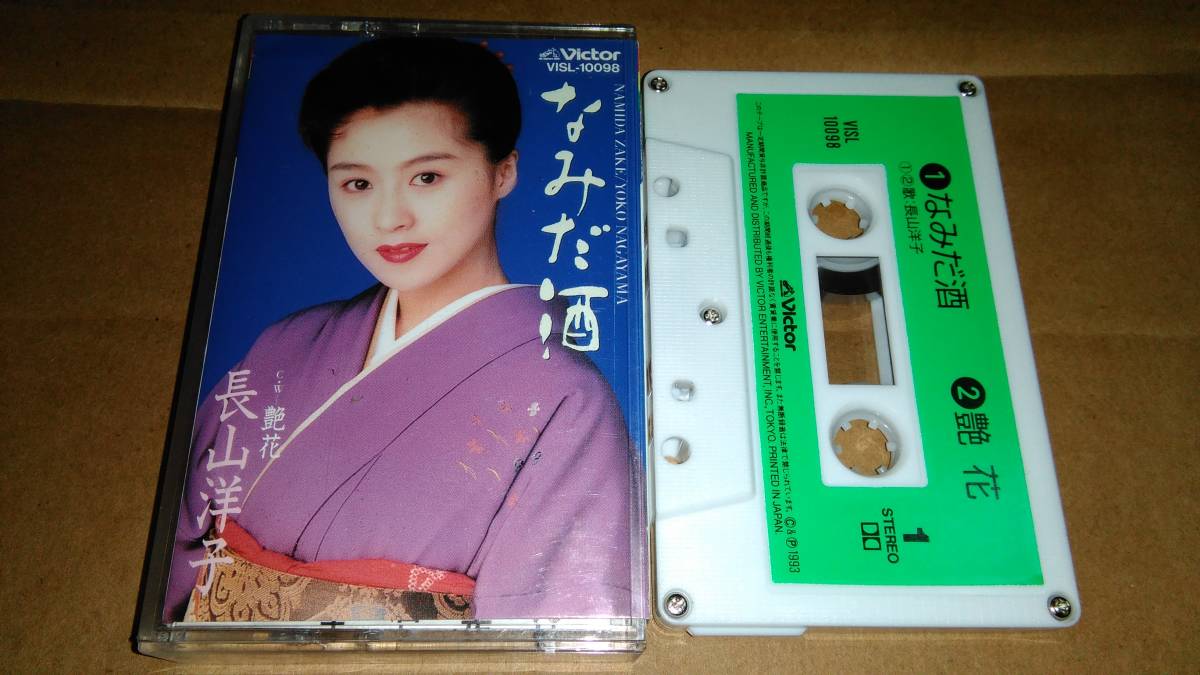 Victor
VISL-10098
なみだ酒
NAMIDA ZAKE/YOKO NAGAYAMA
C・W 艶花
長山洋子
VISL
10098
❶なみだ酒
①②歌・長山洋子
❷艶 花
Victor
MANUFACTURED AND DISTRIBUTED BY VICTOR ENTERTAINMENT, INC. TOKYO. PRINTED IN JAPAN.
Ⓒ&Ⓟ1993
1
STEREO